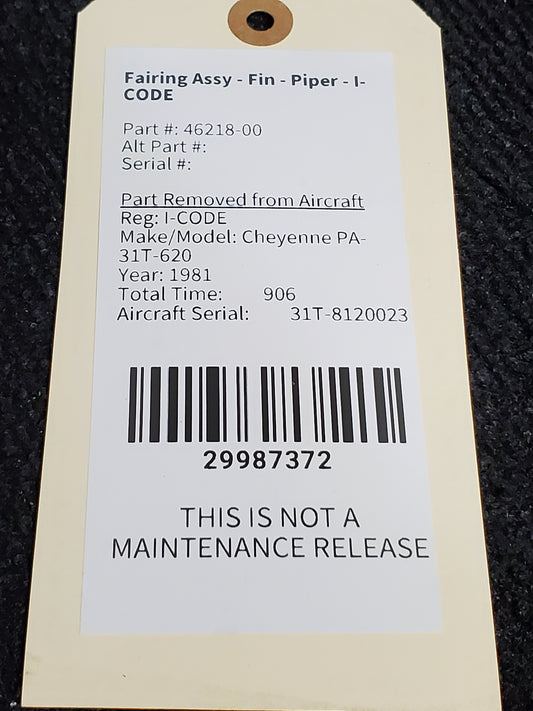 Fairing Assy - Fin - Piper - I-
CODE
Part #: 46218-00
Alt Part #:
Serial #:
Part Removed from Aircraft
Reg: I-CODE
Make/Model: Cheyenne PA-
31T-620
Year: 1981
Total Time: 906
Aircraft Serial: 31T-8120023
29987372
THIS IS NOT A
MAINTENANCE RELEASE